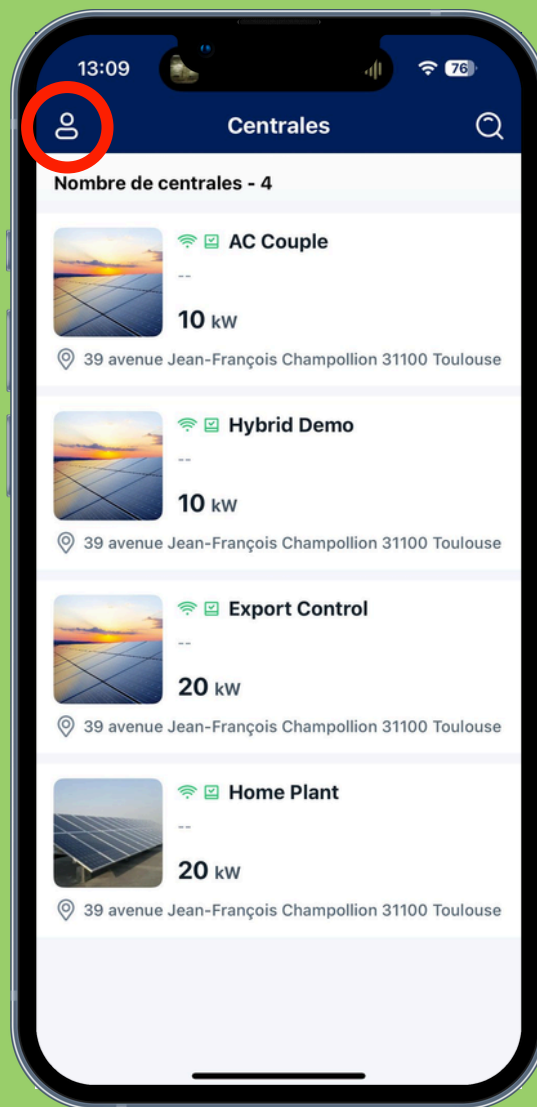 13:09
76
Centrales
Nombre de centrales - 4
AC Couple
--
10 kW
39 avenue Jean-François Champollion 31100 Toulouse
Hybrid Demo
--
10 kW
39 avenue Jean-François Champollion 31100 Toulouse
Export Control
--
20 kW
39 avenue Jean-François Champollion 31100 Toulouse
Home Plant
--
20 kW
39 avenue Jean-François Champollion 31100 Toulouse